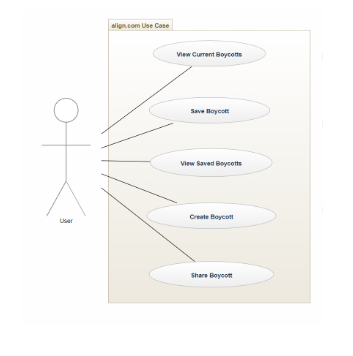 align.com Use Case
View Current Boycotts
Save Boycott
View Saved Boycotts
Create Boycott
Share Boycott
User